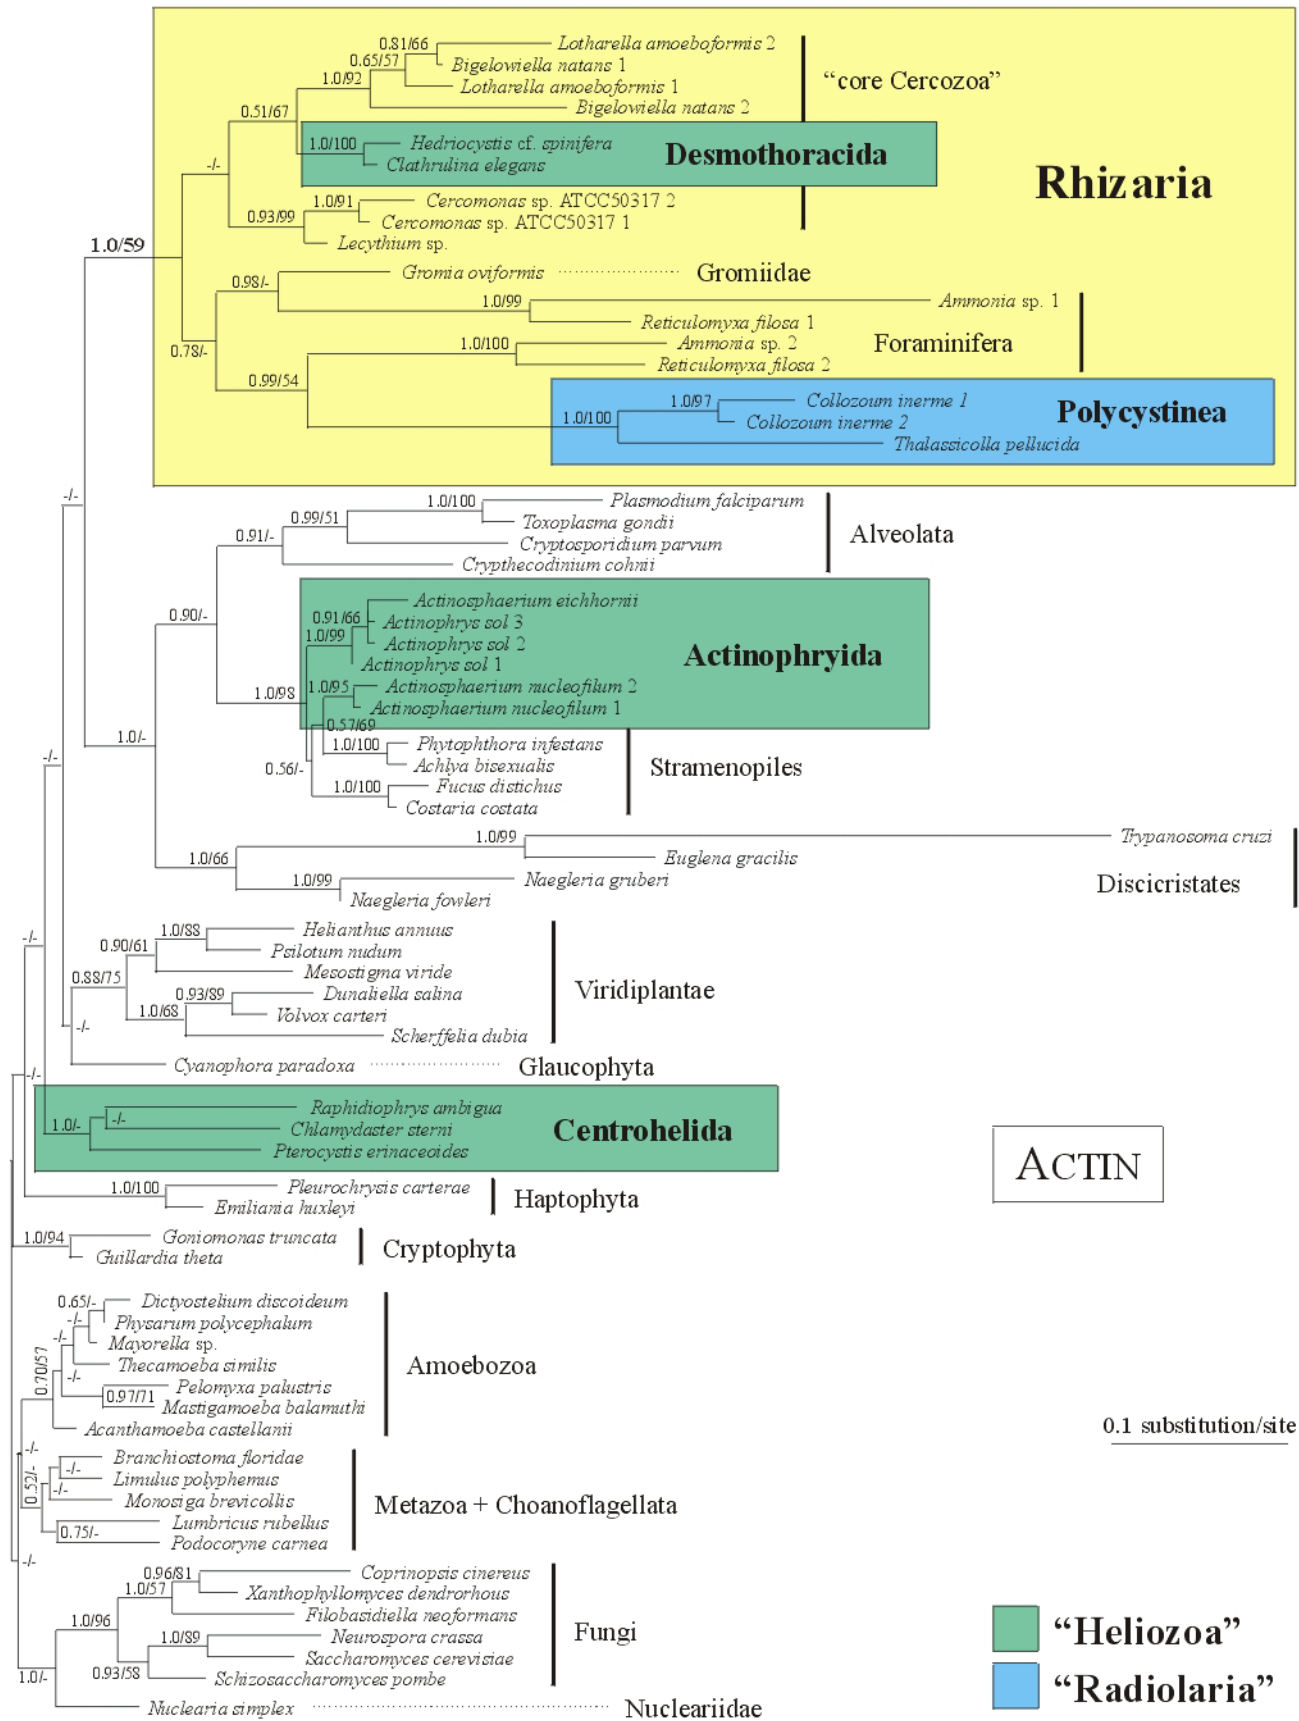 0.81/66 Lotharella amoeboformis 2
0.65/57 Bigelowiella natans 1
1.0/92 Lotharella amoeboformis 1
“core Cercozoa”
0.51/67 Bigelowiella natans 2
1.0/100 Hedriocystis cf. spinifera
Desmothoracida
Clathrulina elegans
-/-
Rhizaria
1.0/91 Cercomonas sp. ATCC50317 2
0.93/99 Cercomonas sp. ATCC50317 1
Lecythium sp.
1.0/59
0.98/- Gromia oviformis Gromiidae
1.0/99 Ammonia sp. 1
Reticulomyxa filosa 1
0.78/-
1.0/100 Ammonia sp. 2
Foraminifera
Reticulomyxa filosa 2
0.99/54
1.0/97 Collozoum inerme 1
1.0/100 Collozoum inerme 2
Polycystinea
Thalassicolla pellucida
-/-
1.0/100 Plasmodium falciparum
0.99/51 Toxoplasma gondii
Alveolata
0.91/- Cryptosporidium parvum
Crypthecodinium cohnii
0.90/-
Actinosphaerium eichhornii
0.91/66 Actinophrys sol 3
1.0/99 Actinophrys sol 2
Actinophryida
Actinophrys sol 1
1.0/98 1.0/95 Actinosphaerium nucleofilum 2
Actinosphaerium nucleofilum 1
0.57/69
1.0/- 1.0/100 Phytophthora infestans
-/-
0.56/- Achlya bisexualis
Stramenopiles
1.0/100 Fucus distichus
Costaria costata
1.0/99 Trypanosoma cruzi
1.0/66 Euglena gracilis
1.0/99 Naegleria gruberi
Discicristates
Naegleria fowleri
-/-
1.0/88 Helianthus annuus
0.90/61 Psilotum nudum
0.88/75 Mesostigma viride
Viridiplantae
0.93/89 Dunaliella salina
1.0/68 Volvox carteri
-/- Scherffelia dubia
Cyanophora paradoxa Glaucophyta
-/-
Raphidiophrys ambigua
1.0/- -/- Chlamydaster sterni
Centrohelida
Pterocystis erinaceoides
ACTIN
1.0/100 Pleurochrysis carterae
Haptophyta
Emiliania huxleyi
1.0/94 Goniomonas truncata
Cryptophyta
Guillardia theta
0.65/- Dictyostelium discoideum
-/- Physarum polycephalum
-/- Mayorella sp.
0.70/57 Thecamoeba similis
Amoebozoa
-/- Pelomyxa palustris
0.97/71 Mastigamoeba balamuthi
Acanthamoeba castellanii
0.1 substitution/site
-/- Branchiostoma floridae
-/- Limulus polyphemus
0.52/- -/- Monosiga brevicollis
Metazoa + Choanoflagellata
Lumbricus rubellus
0.75/- Podocoryne carnea
-/-
0.96/81 Coprinopsis cinereus
1.0/57 Xanthophyllomyces dendrorhous
1.0/96 Filobasidiella neoformans
Fungi
1.0/89 Neurospora crassa
Saccharomyces cerevisiae
0.93/58 Schizosaccharomyces pombe
1.0/-
Nuclearia simplex Nucleariidae
“Heliozoa”
“Radiolaria”